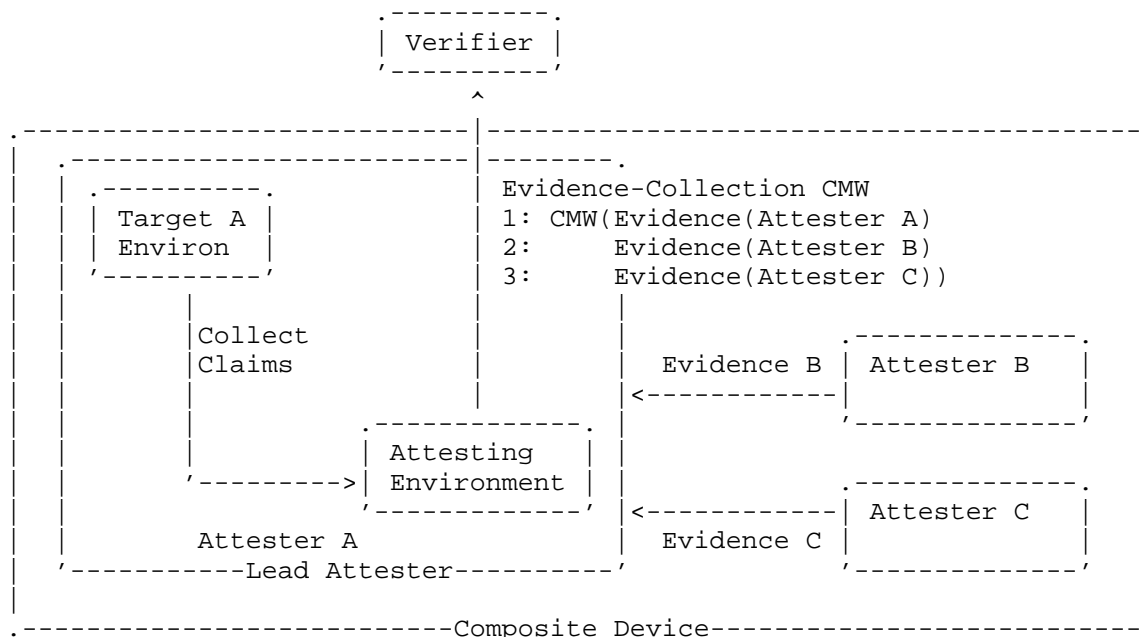 Verifier
Evidence-Collection CMW
Target A
1: CMW(Evidence(Attester A)
Environ
2: Evidence(Attester B)
3: Evidence(Attester C))
Collect
Claims
Evidence B
Attester B
Attesting
Environment
Attester C
Attester A
Evidence C
Lead Attester
Composite Device